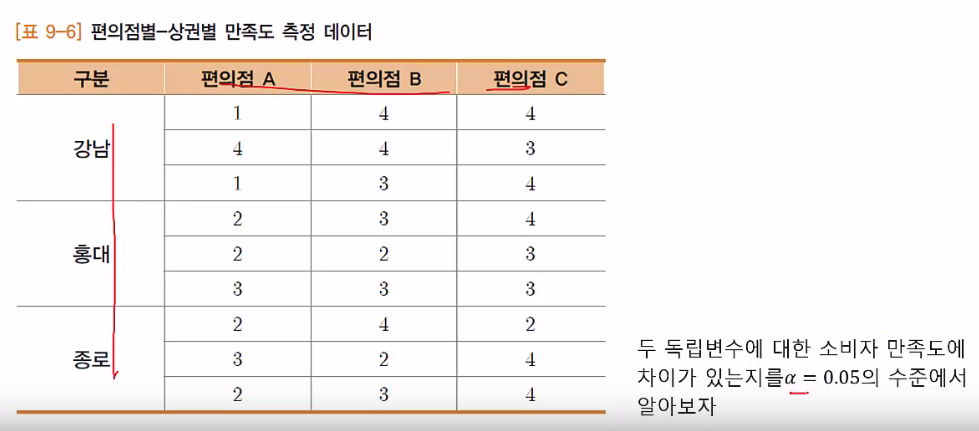 [표 9-6] 편의점별-상권별 만족도 측정 데이터
구분 편의점 A 편의점 B 편의점 C
강남 1 4 4
4 4 3
1 3 4
홍대 2 3 4
2 2 3
3 3 3
종로 2 4 2
3 2 4
2 3 4
두 독립변수에 대한 소비자 만족도에
차이가 있는지를 α = 0.05의 수준에서
알아보자